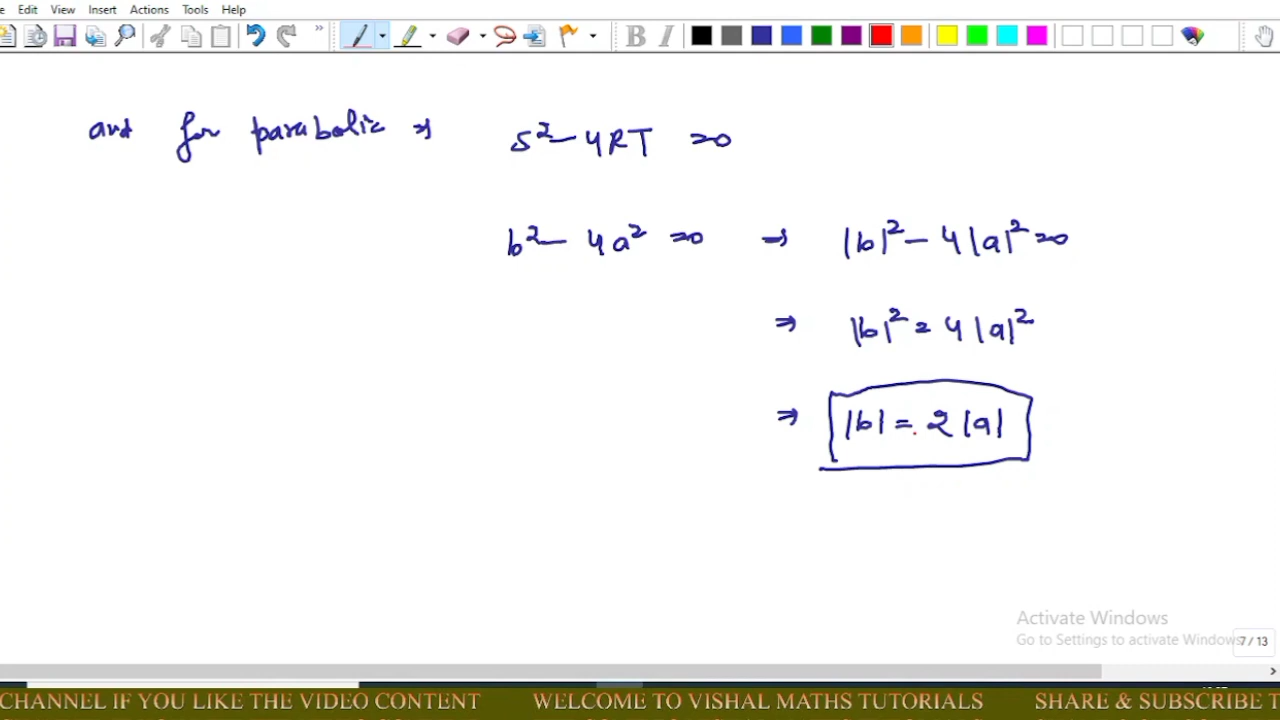 Edit View Insert Actions Tools Help
B I
and for parabolic ⇒ S² - 4RT = 0
b² - 4a² = 0 ⇒ |b|² - 4|a|² = 0
⇒ |b|² = 4|a|²
⇒ |b| = 2|a|
Activate Windows
Go to Settings to activate Windows
7 / 13
CHANNEL IF YOU LIKE THE VIDEO CONTENT WELCOME TO VISHAL MATHS TUTORIALS SHARE & SUBSCRIBE T